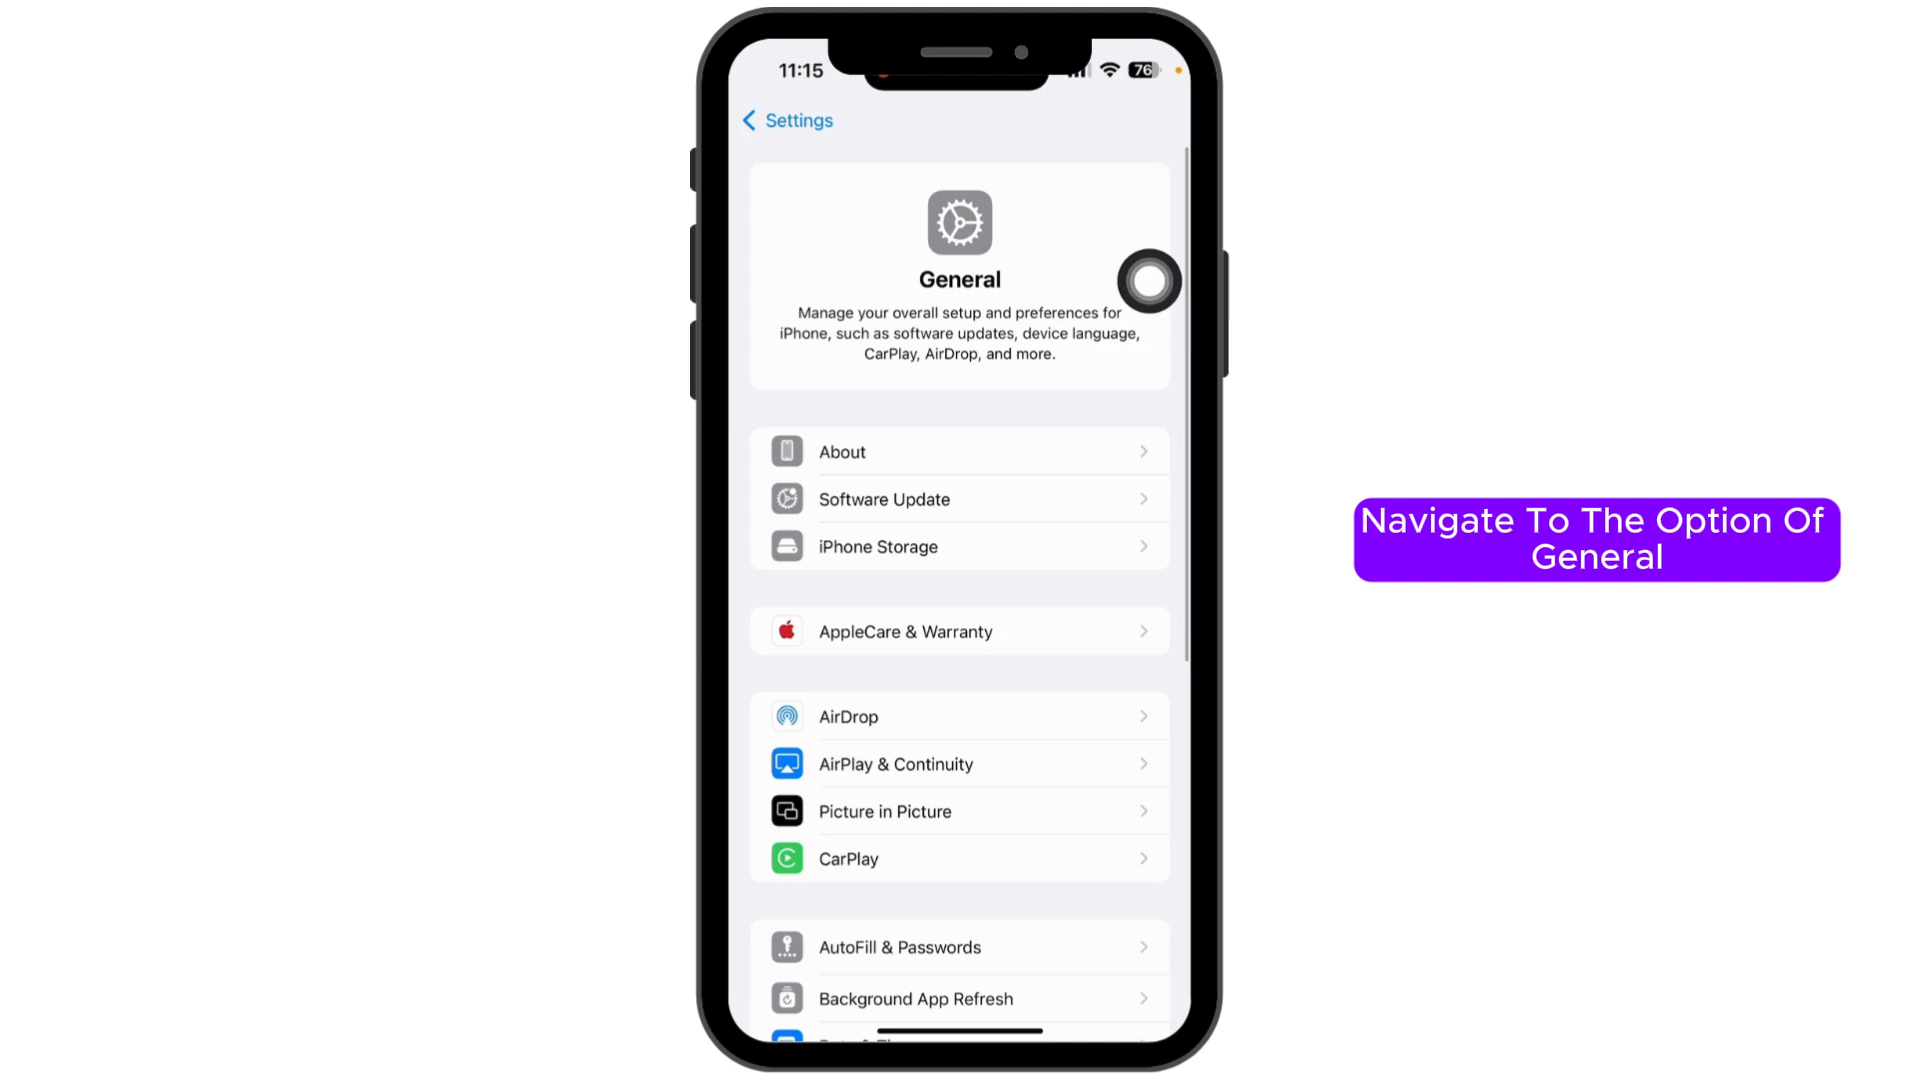 11:15
76
Settings
General
Manage your overall setup and preferences for
iPhone, such as software updates, device language,
CarPlay, AirDrop, and more.
About
Software Update
iPhone Storage
AppleCare & Warranty
AirDrop
AirPlay & Continuity
Picture in Picture
CarPlay
AutoFill & Passwords
Background App Refresh
Navigate To The Option Of
General